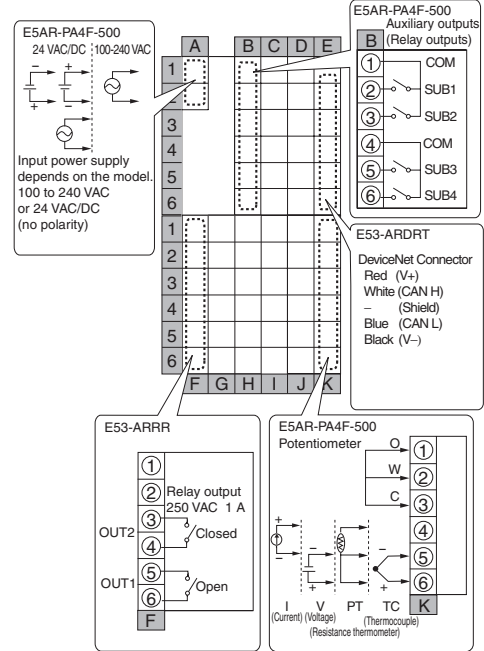 E5AR-PA4F-500
24 VAC/DC 100-240 VAC
− + + −
Input power supply
depends on the model.
100 to 240 VAC
or 24 VAC/DC
(no polarity)
A B C D E
1
2
3
4
5
6
1
2
3
4
5
6
F G H I J K
E5AR-PA4F-500
Auxiliary outputs
(Relay outputs)
B
1 COM
2 SUB1
3 SUB2
4 COM
5 SUB3
6 SUB4
E53-ARDRT
DeviceNet Connector
Red (V+)
White (CAN H)
– (Shield)
Blue (CAN L)
Black (V−)
E53-ARRR
1
2 Relay output
250 VAC 1 A
OUT2 3
4 Closed
OUT1 5
6 Open
F
E5AR-PA4F-500
Potentiometer
O 1
W 2
C 3
4
5
6
+ − − + − +
I V PT TC K
(Current) (Voltage) (Thermocouple)
(Resistance thermometer)